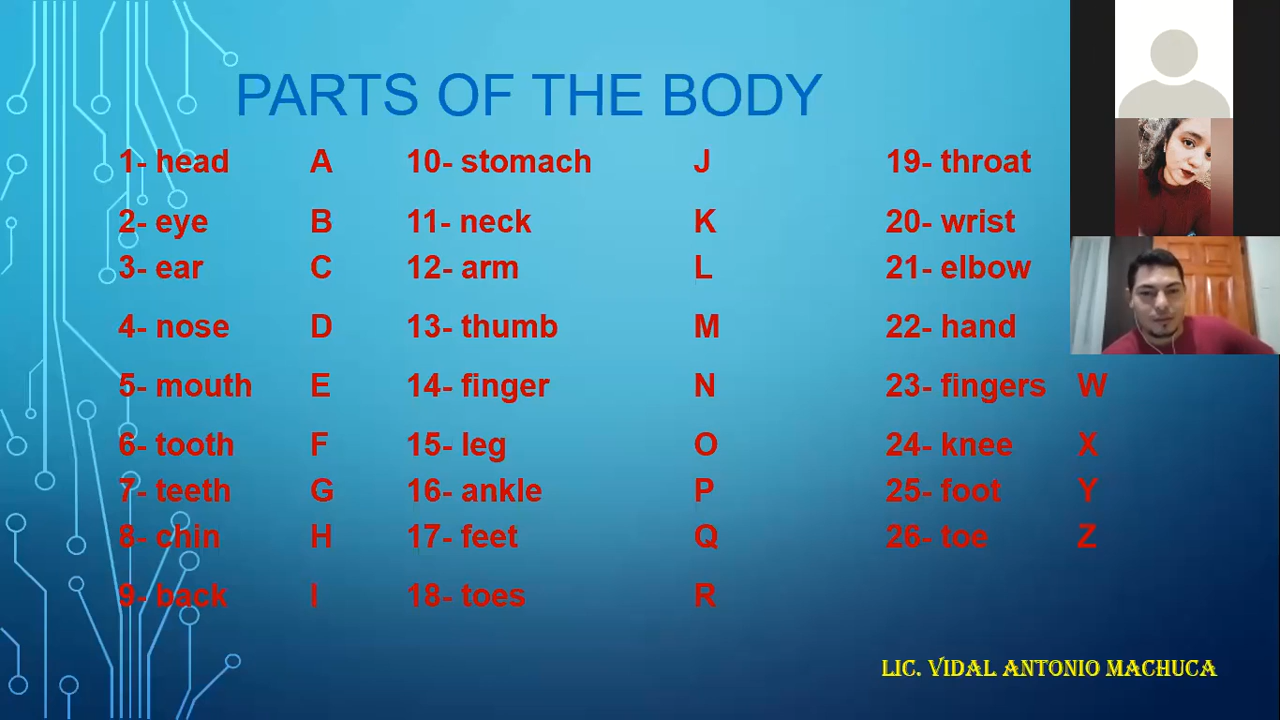 PARTS OF THE BODY
1- head A 10- stomach J 19- throat
2- eye B 11- neck K 20- wrist
3- ear C 12- arm L 21- elbow
4- nose D 13- thumb M 22- hand
5- mouth E 14- finger N 23- fingers W
6- tooth F 15- leg O 24- knee X
7- teeth G 16- ankle P 25- foot Y
8- chin H 17- feet Q 26- toe Z
9- back I 18- toes R
LIC. VIDAL ANTONIO MACHUCA